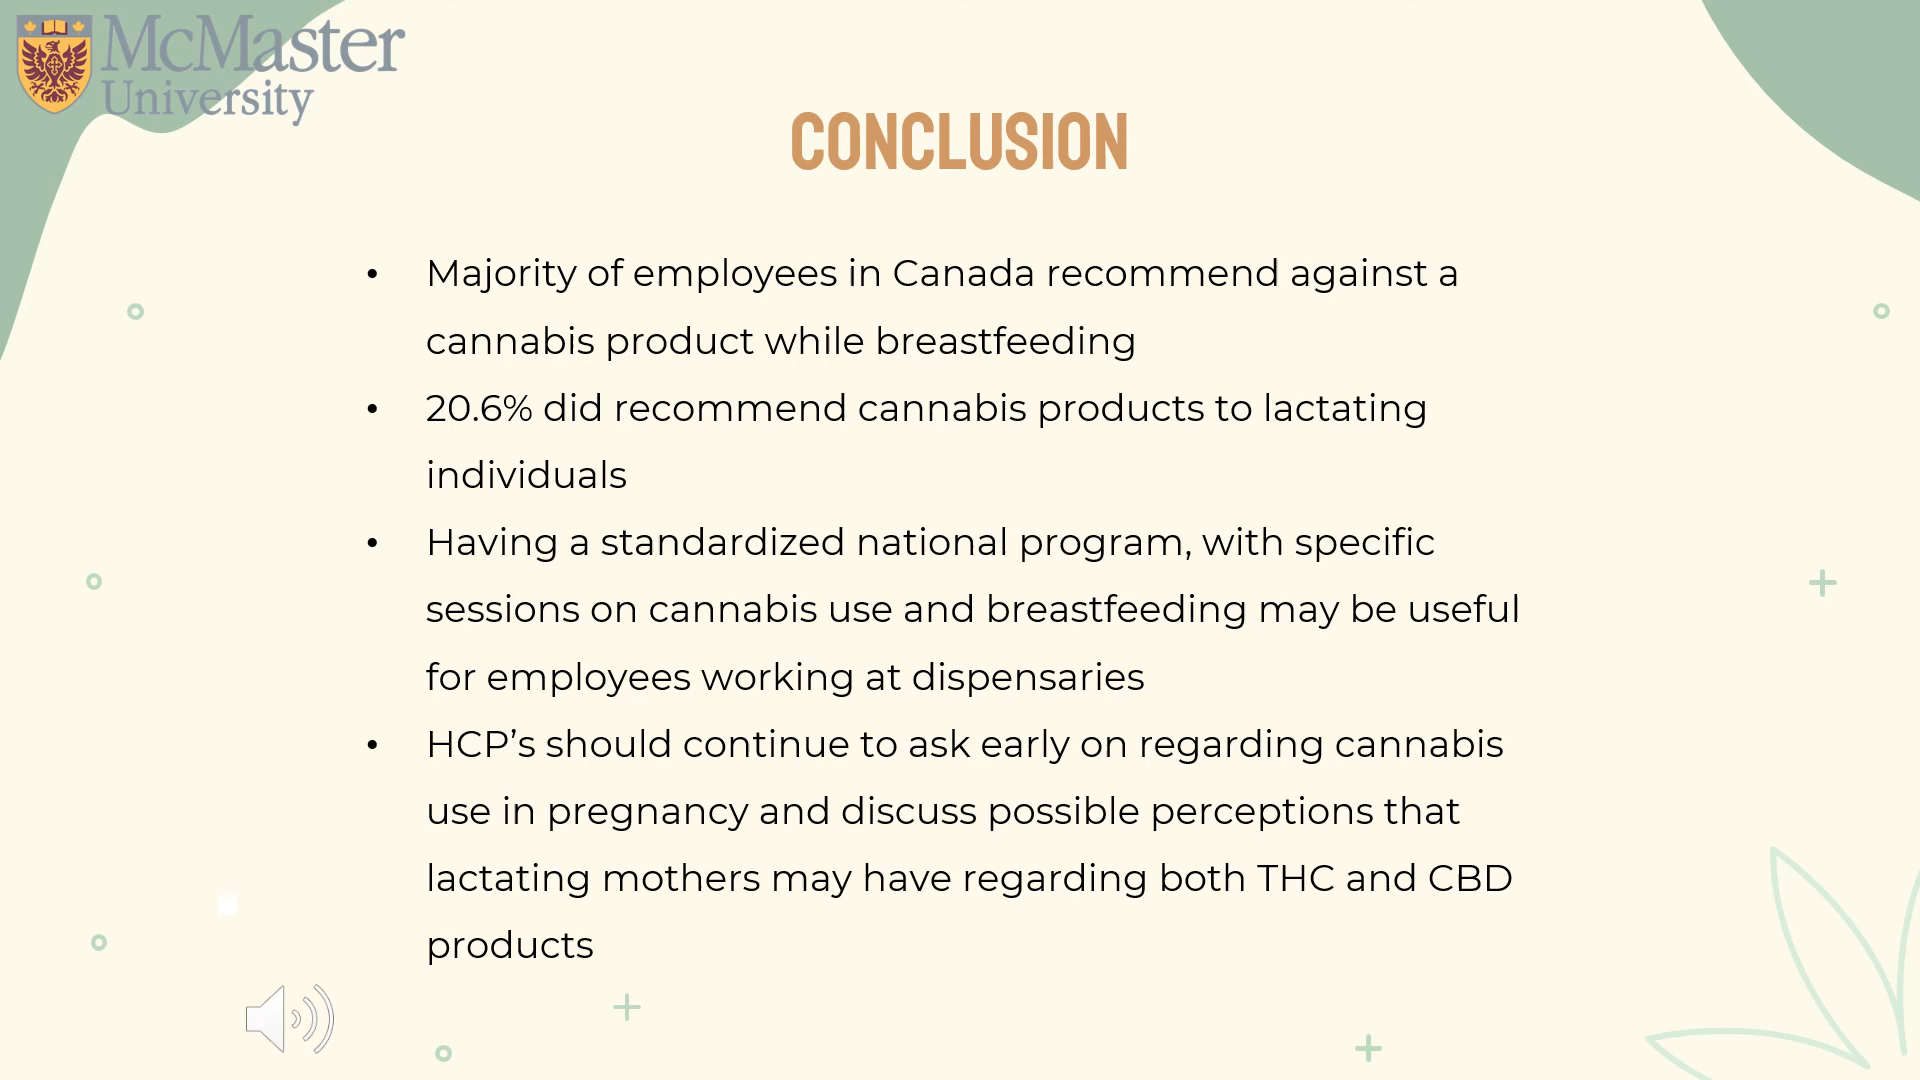 McMaster
University
CONCLUSION
• Majority of employees in Canada recommend against a
cannabis product while breastfeeding
• 20.6% did recommend cannabis products to lactating
individuals
• Having a standardized national program, with specific
sessions on cannabis use and breastfeeding may be useful
for employees working at dispensaries
• HCP’s should continue to ask early on regarding cannabis
use in pregnancy and discuss possible perceptions that
lactating mothers may have regarding both THC and CBD
products